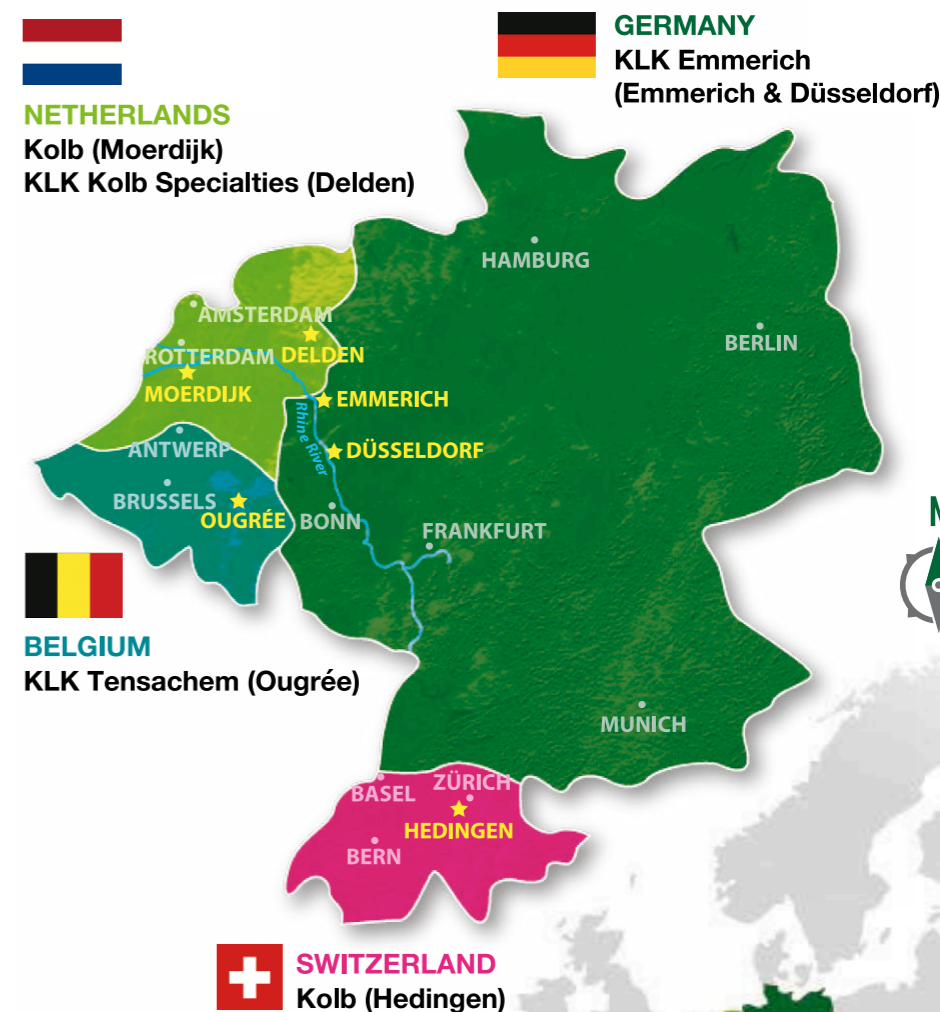 GERMANY
KLK Emmerich
(Emmerich & Düsseldorf)
NETHERLANDS
Kolb (Moerdijk)
KLK Kolb Specialties (Delden)
HAMBURG
AMSTERDAM
BERLIN
ROTTERDAM
DELDEN
MOERDIJK
EMMERICH
Rhine River
ANTWERP
DÜSSELDORF
BRUSSELS
OUGRÉE
BONN
FRANKFURT
BELGIUM
KLK Tensachem (Ougrée)
MUNICH
BASEL
ZÜRICH
HEDINGEN
BERN
SWITZERLAND
Kolb (Hedingen)